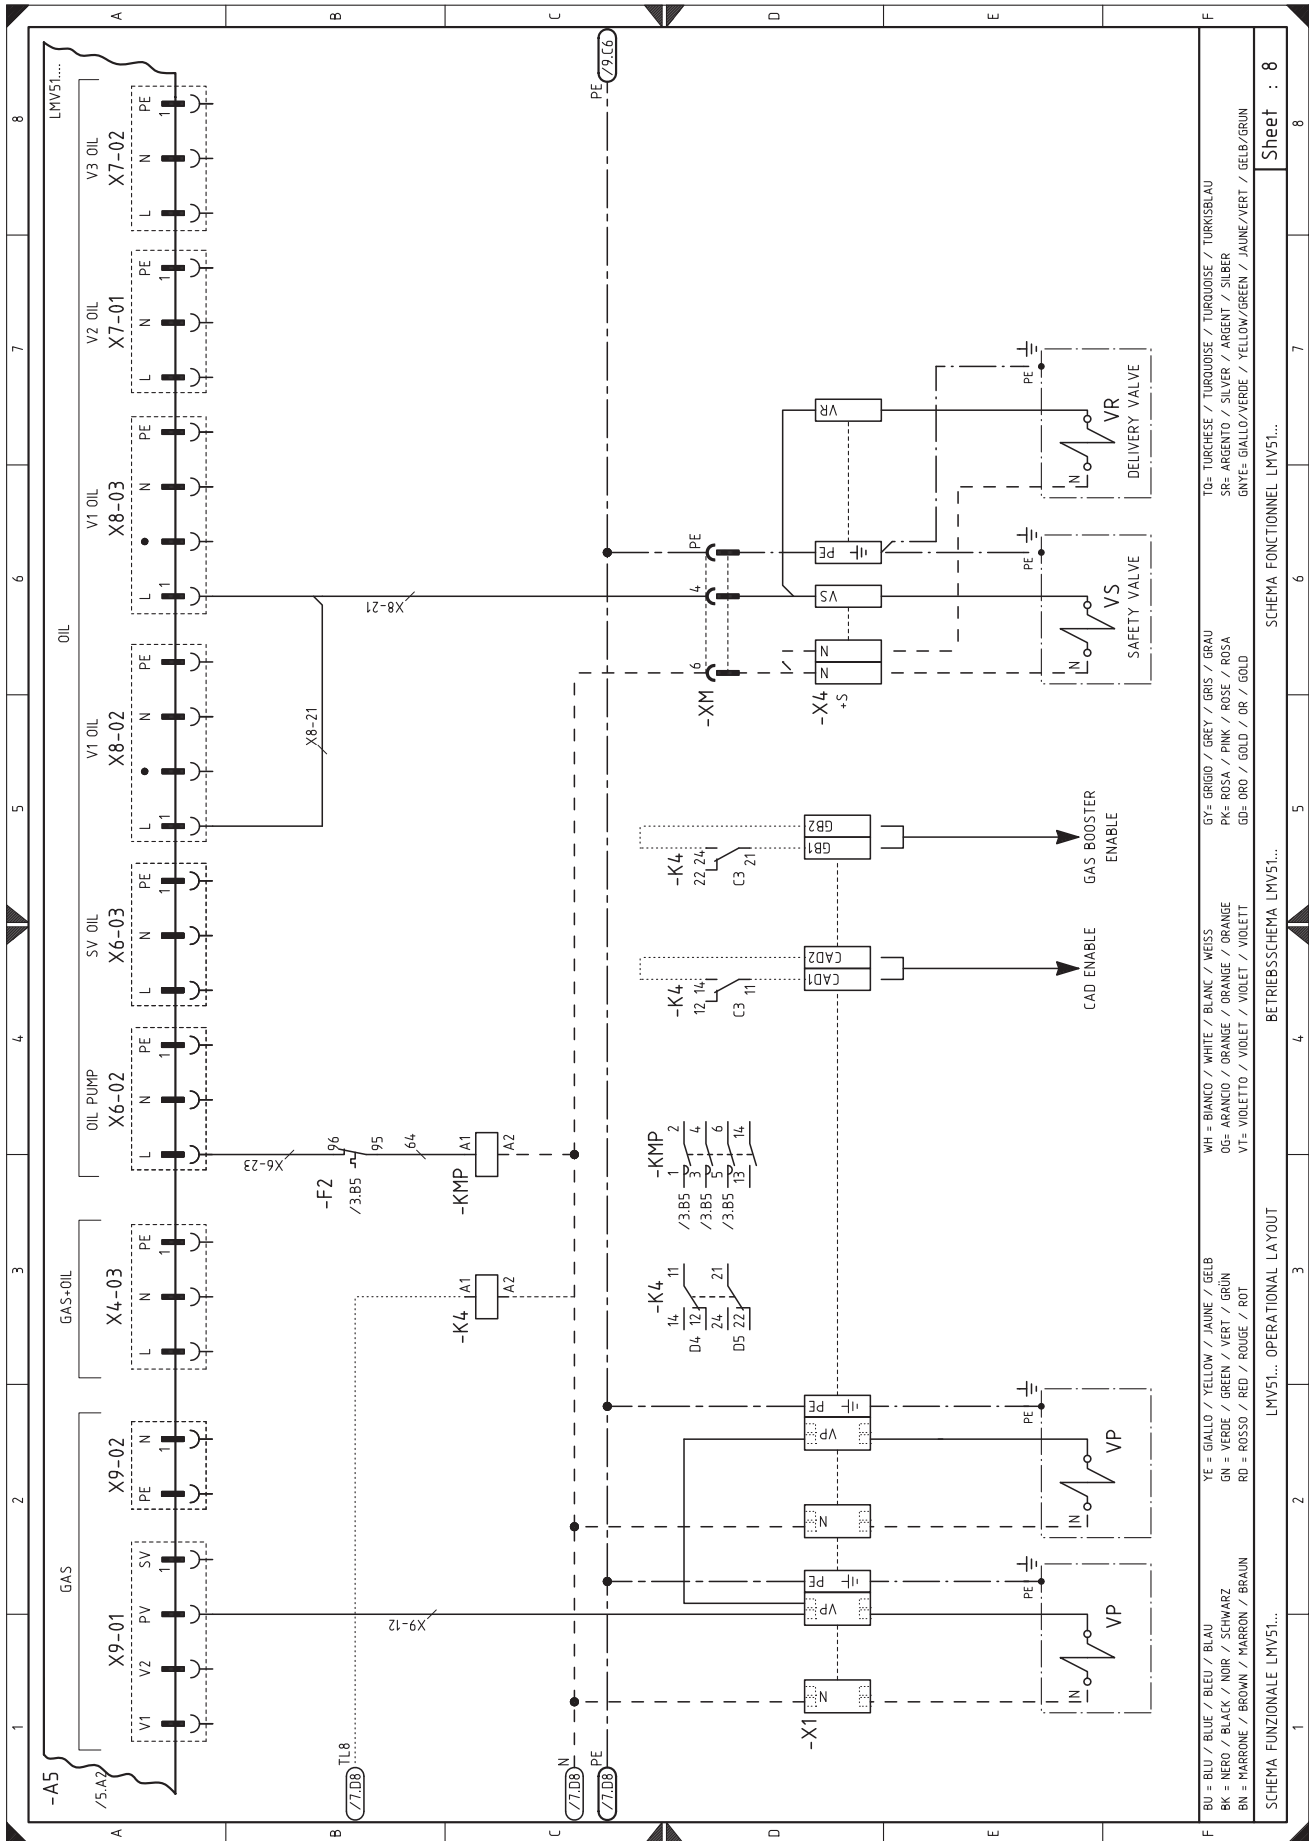 1 2 3 4 5 6 7 8
A B C D E F
-A5
/5.A2
LMV51...
GAS
GAS+OIL
OIL
OIL PUMP
SV OIL
V1 OIL
V1 OIL
V2 OIL
V3 OIL
X9-01
X9-02
X4-03
X6-02
X6-03
X8-02
X8-03
X7-01
X7-02
V1 V2 PV SV
1
PE N
1
L N PE
1
L N PE
1
L N PE
1
L • N PE
1
L • N PE
1
L N PE
1
L N PE
1
TL8
/7.D8
X9-12
X6-23
-F2
/3.B5
96
95
64
-K4
A1
A2
-KMP
A1
A2
X8-21
X8-21
N
/7.D8
PE
/7.D8
PE
/9.C6
-K4
14 11
D4 12
24 21
D5 22
-KMP
/3.B5 1 2
/3.B5 3 4
/3.B5 5 6
13 14
-K4
12 14
C3 11
-K4
22 24
C3 21
-XM
6 4 PE
-X1
N
VP PE
N
VP PE
CAD1 CAD2
GB1 GB2
-X4
+S
N N
VS
PE
VR
CAD ENABLE
GAS BOOSTER
ENABLE
PE
N
VP
PE
N
VP
PE
N
VS
SAFETY VALVE
PE
N
VR
DELIVERY VALVE
BU = BLU / BLUE / BLEU / BLAU
BK = NERO / BLACK / NOIR / SCHWARZ
BN = MARRONE / BROWN / MARRON / BRAUN
YE = GIALLO / YELLOW / JAUNE / GELB
GN = VERDE / GREEN / VERT / GRÜN
RD = ROSSO / RED / ROUGE / ROT
WH = BIANCO / WHITE / BLANC / WEISS
OG= ARANCIO / ORANGE / ORANGE / ORANGE
VT= VIOLETTO / VIOLET / VIOLET / VIOLETT
GY= GRIGIO / GREY / GRIS / GRAU
PK= ROSA / PINK / ROSE / ROSA
GD= ORO / GOLD / OR / GOLD
TQ= TURCHESE / TURQUOISE / TURQUOISE / TURKISBLAU
SR= ARGENTO / SILVER / ARGENT / SILBER
GNYE= GIALLO/VERDE / YELLOW/GREEN / JAUNE/VERT / GELB/GRUN
SCHEMA FUNZIONALE LMV51...
LMV51... OPERATIONAL LAYOUT
BETRIEBSSCHEMA LMV51...
SCHEMA FONCTIONNEL LMV51...
Sheet : 8
1 2 3 4 5 6 7 8
A B C D E F